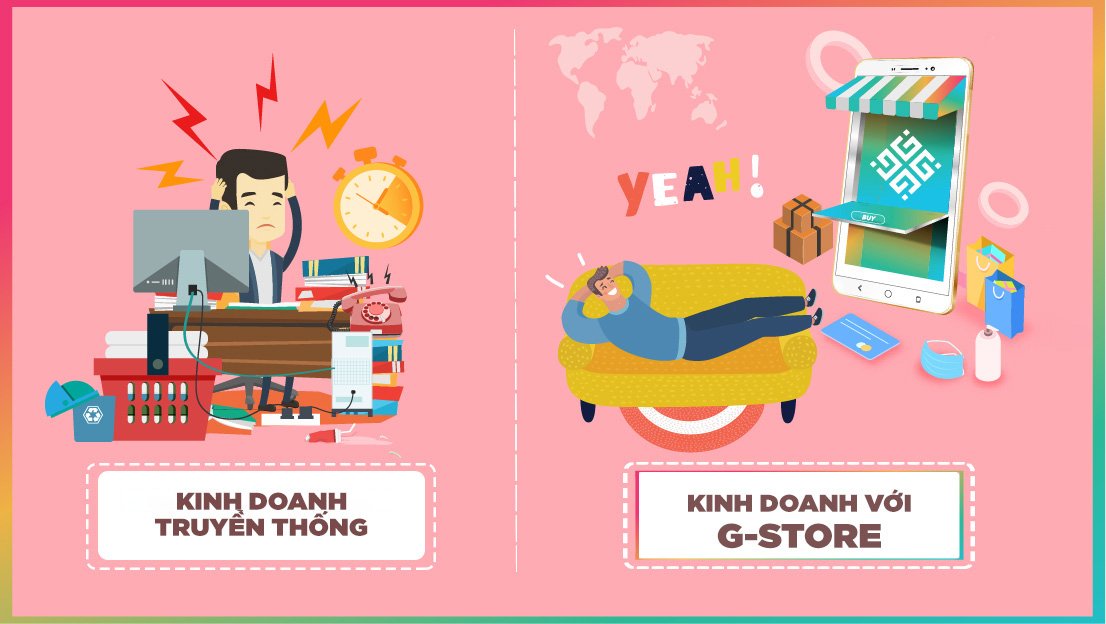 YEAH!
BUY
KINH DOANH
TRUYỀN THỐNG
KINH DOANH VỚI
G-STORE